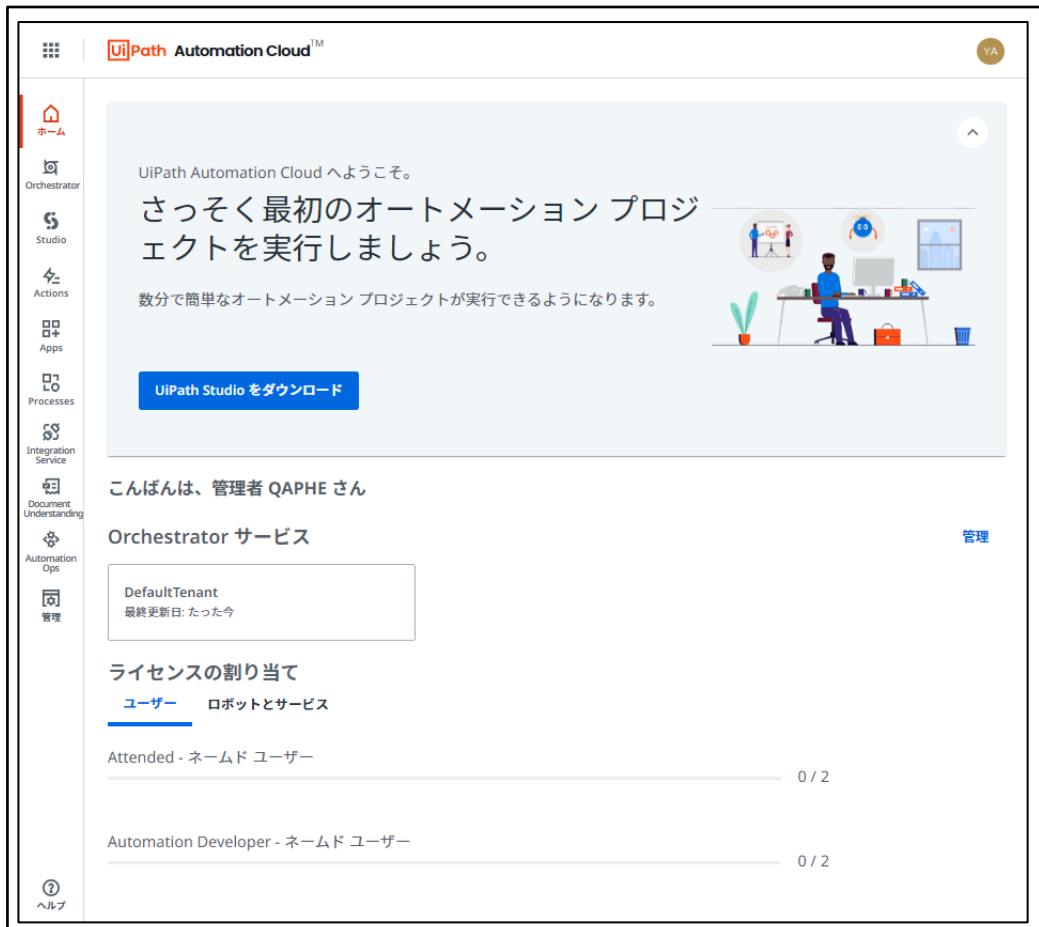 UiPath Automation Cloud™
YA
ホーム
Orchestrator
Studio
Actions
Apps
Processes
Integration
Service
Document
Understanding
Automation
Ops
管理
ヘルプ
UiPath Automation Cloud へようこそ。
さっそく最初のオートメーション プロジ
ェクトを実行しましょう。
数分で簡単なオートメーション プロジェクトが実行できるようになります。
UiPath Studio をダウンロード
こんばんは、管理者 QAPHE さん
Orchestrator サービス
管理
DefaultTenant
最終更新日: たった今
ライセンスの割り当て
ユーザー ロボットとサービス
Attended - ネームド ユーザー
0 / 2
Automation Developer - ネームド ユーザー
0 / 2